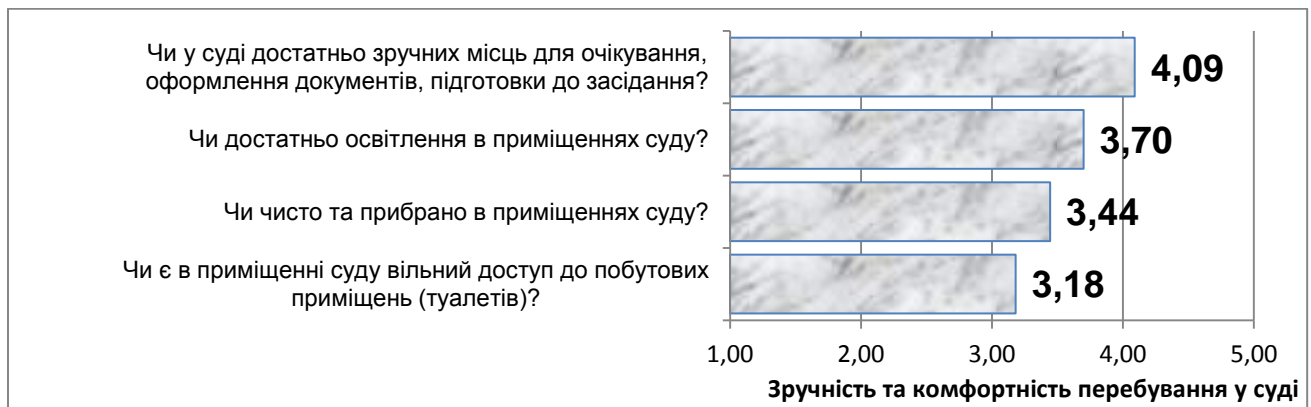 Чи у суді достатньо зручних місць для очікування,
оформлення документів, підготовки до засідання?
4,09
Чи достатньо освітлення в приміщеннях суду?
3,70
Чи чисто та прибрано в приміщеннях суду?
3,44
Чи є в приміщенні суду вільний доступ до побутових
приміщень (туалетів)?
3,18
1,00 2,00 3,00 4,00 5,00
Зручність та комфортність перебування у суді